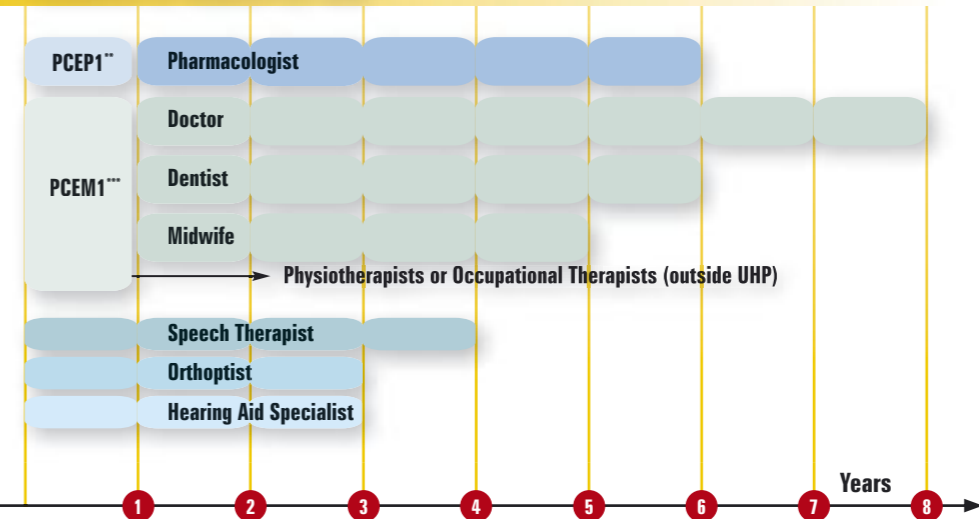 PCEP1** Pharmacologist
Doctor
PCEM1*** Dentist
Midwife
Physiotherapists or Occupational Therapists (outside UHP)
Speech Therapist
Orthoptist
Hearing Aid Specialist
Years
1 2 3 4 5 6 7 8